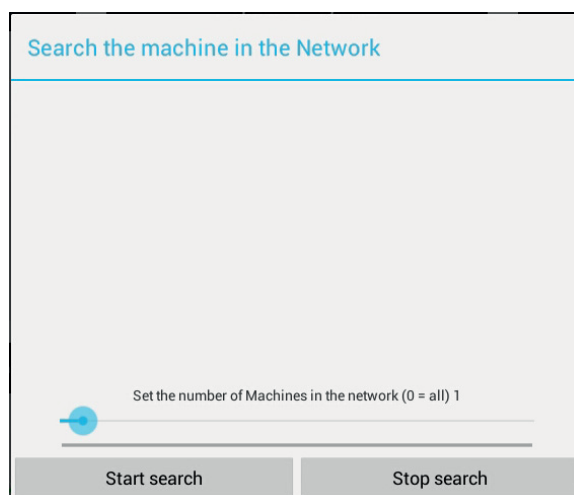 Search the machine in the Network
Set the number of Machines in the network (0 = all) 1
Start search
Stop search